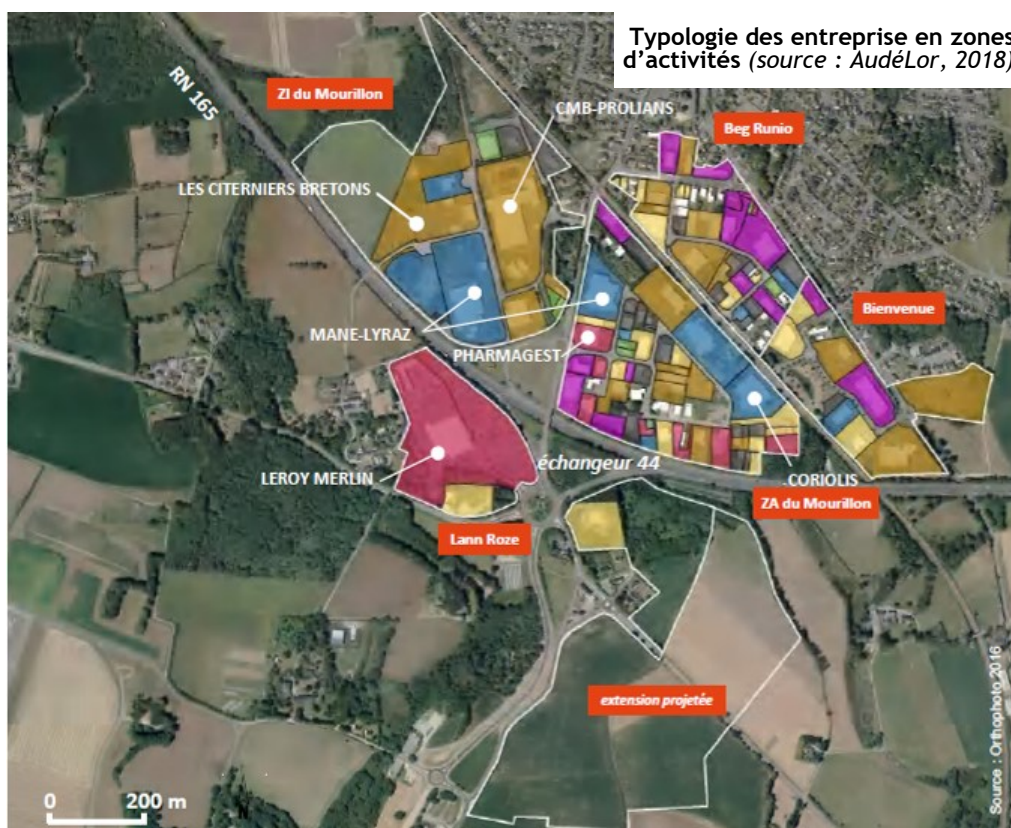 Typologie des entreprise en zones
d'activités (source : AudéLor, 2018)
RN 165
ZI du Mourillon
CMB-PROLIANS
Beg Runio
LES CITERNIERS BRETONS
Bienvenue
MANE-LYRAZ
PHARMAGEST
LEROY MERLIN
échangeur 44
CORIOLIS
ZA du Mourillon
Lann Roze
extension projetée
0 200 m
N
Source : Orthophoto 2016